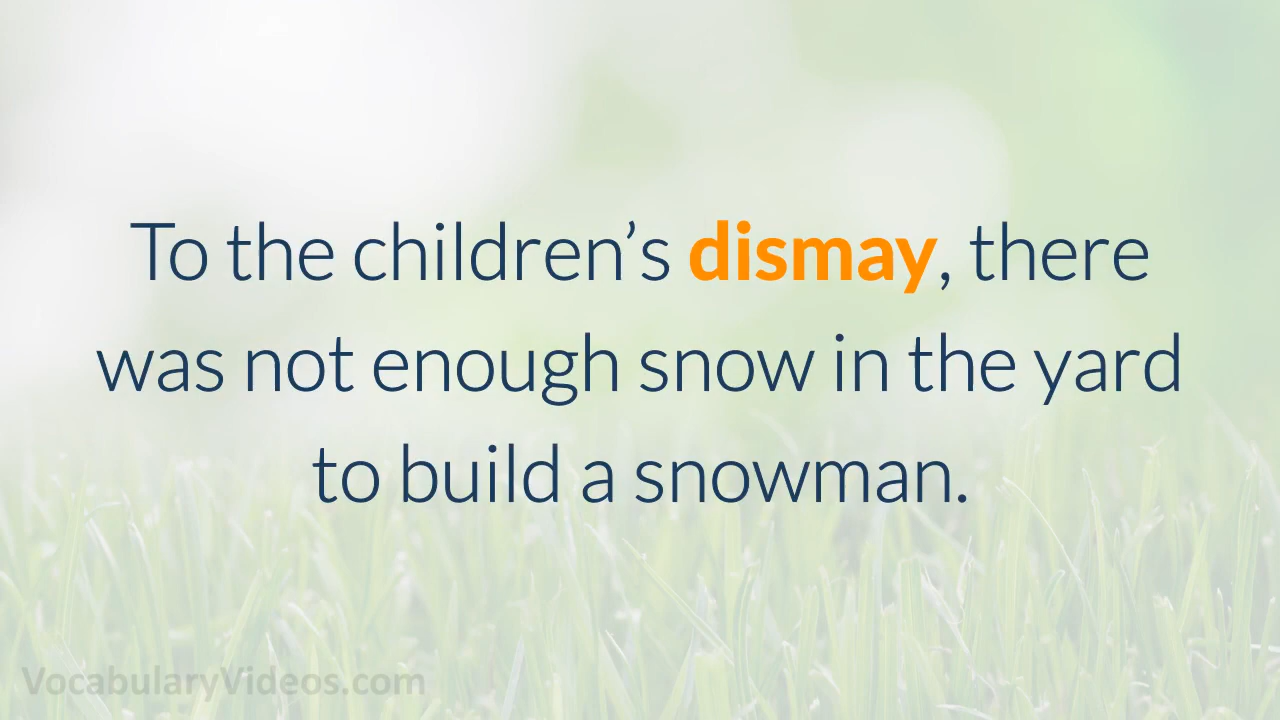 To the children’s dismay, there
was not enough snow in the yard
to build a snowman.
VocabularyVideos.com